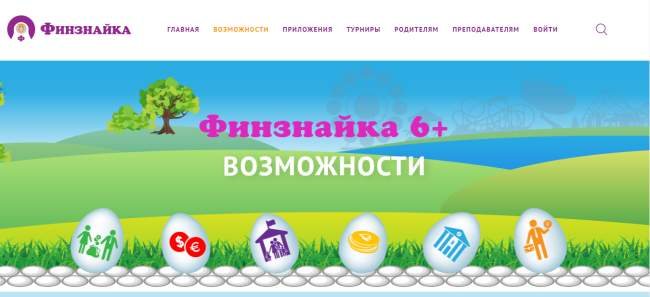 Финзнайка
ГЛАВНАЯ ВОЗМОЖНОСТИ ПРИЛОЖЕНИЯ ТУРНИРЫ РОДИТЕЛЯМ ПРЕПОДАВАТЕЛЯМ ВОЙТИ
Финзнайка 6+
ВОЗМОЖНОСТИ
$ €